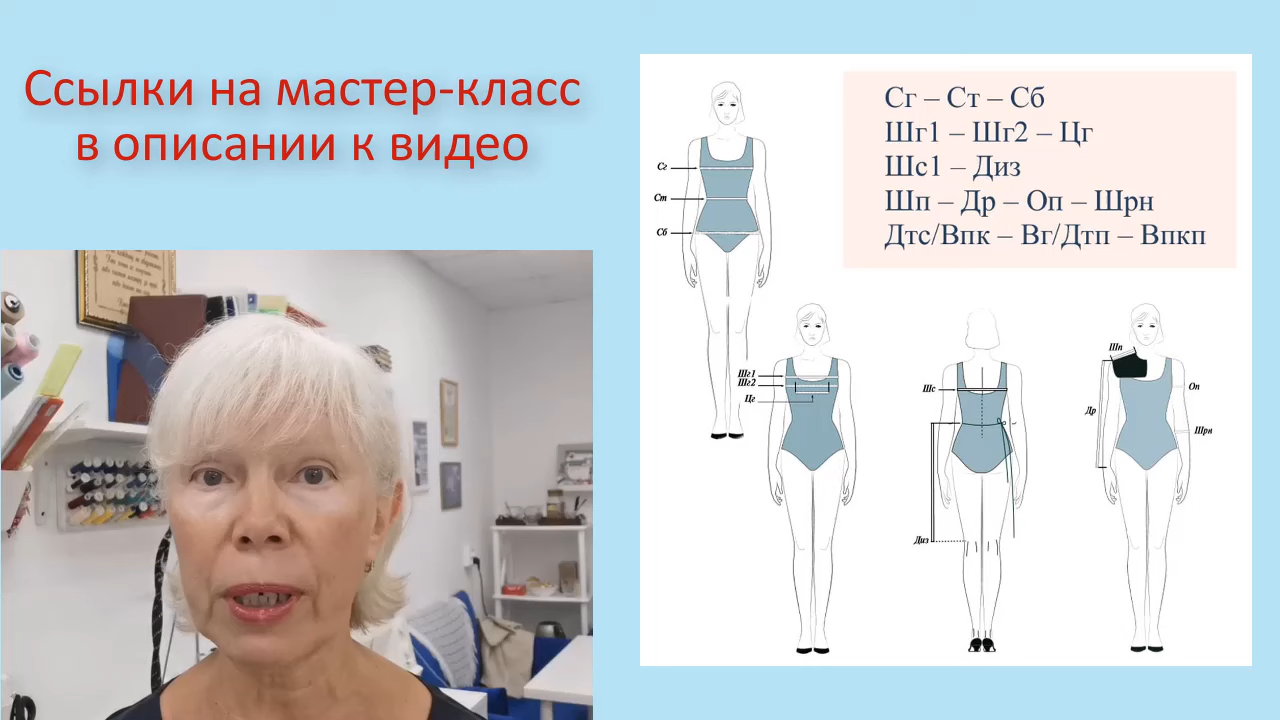 Ссылки на мастер-класс
в описании к видео
Сг – Ст – Сб
Шг1 – Шг2 – Цг
Шс1 – Диз
Шп – Др – Оп – Шрн
Дтс/Впк – Вг/Дтп – Впкп
Сг
Ст
Сб
Шг1
Шг2
Цг
Шс
Диз
Шп
Др
Оп
Шрн